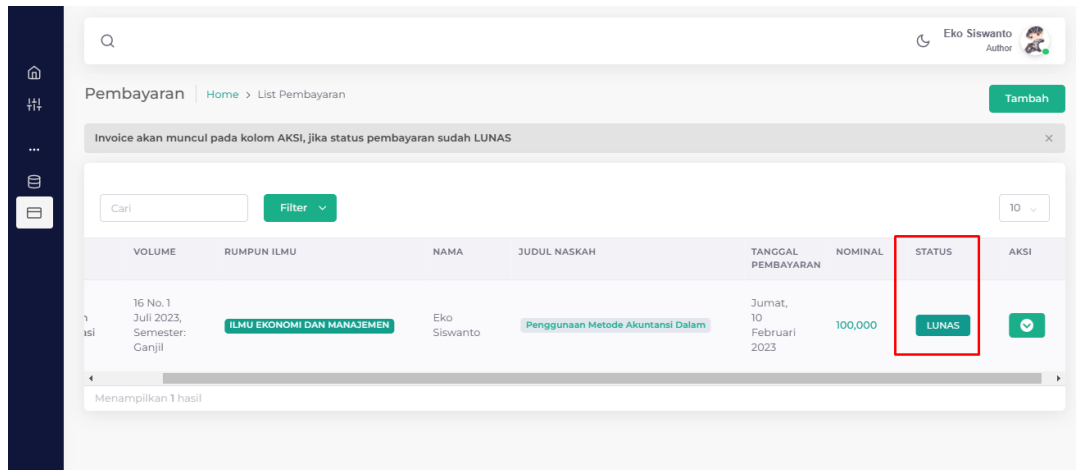 Eko Siswanto
Author
Pembayaran
Home > List Pembayaran
Tambah
Invoice akan muncul pada kolom AKSI, jika status pembayaran sudah LUNAS
Cari
Filter
10
VOLUME
RUMPUN ILMU
NAMA
JUDUL NASKAH
TANGGAL
PEMBAYARAN
NOMINAL
STATUS
AKSI
16 No. 1
Juli 2023,
Semester:
Ganjil
ILMU EKONOMI DAN MANAJEMEN
Eko
Siswanto
Penggunaan Metode Akuntansi Dalam
Jumat,
10
Februari
2023
100,000
LUNAS
Menampilkan 1 hasil